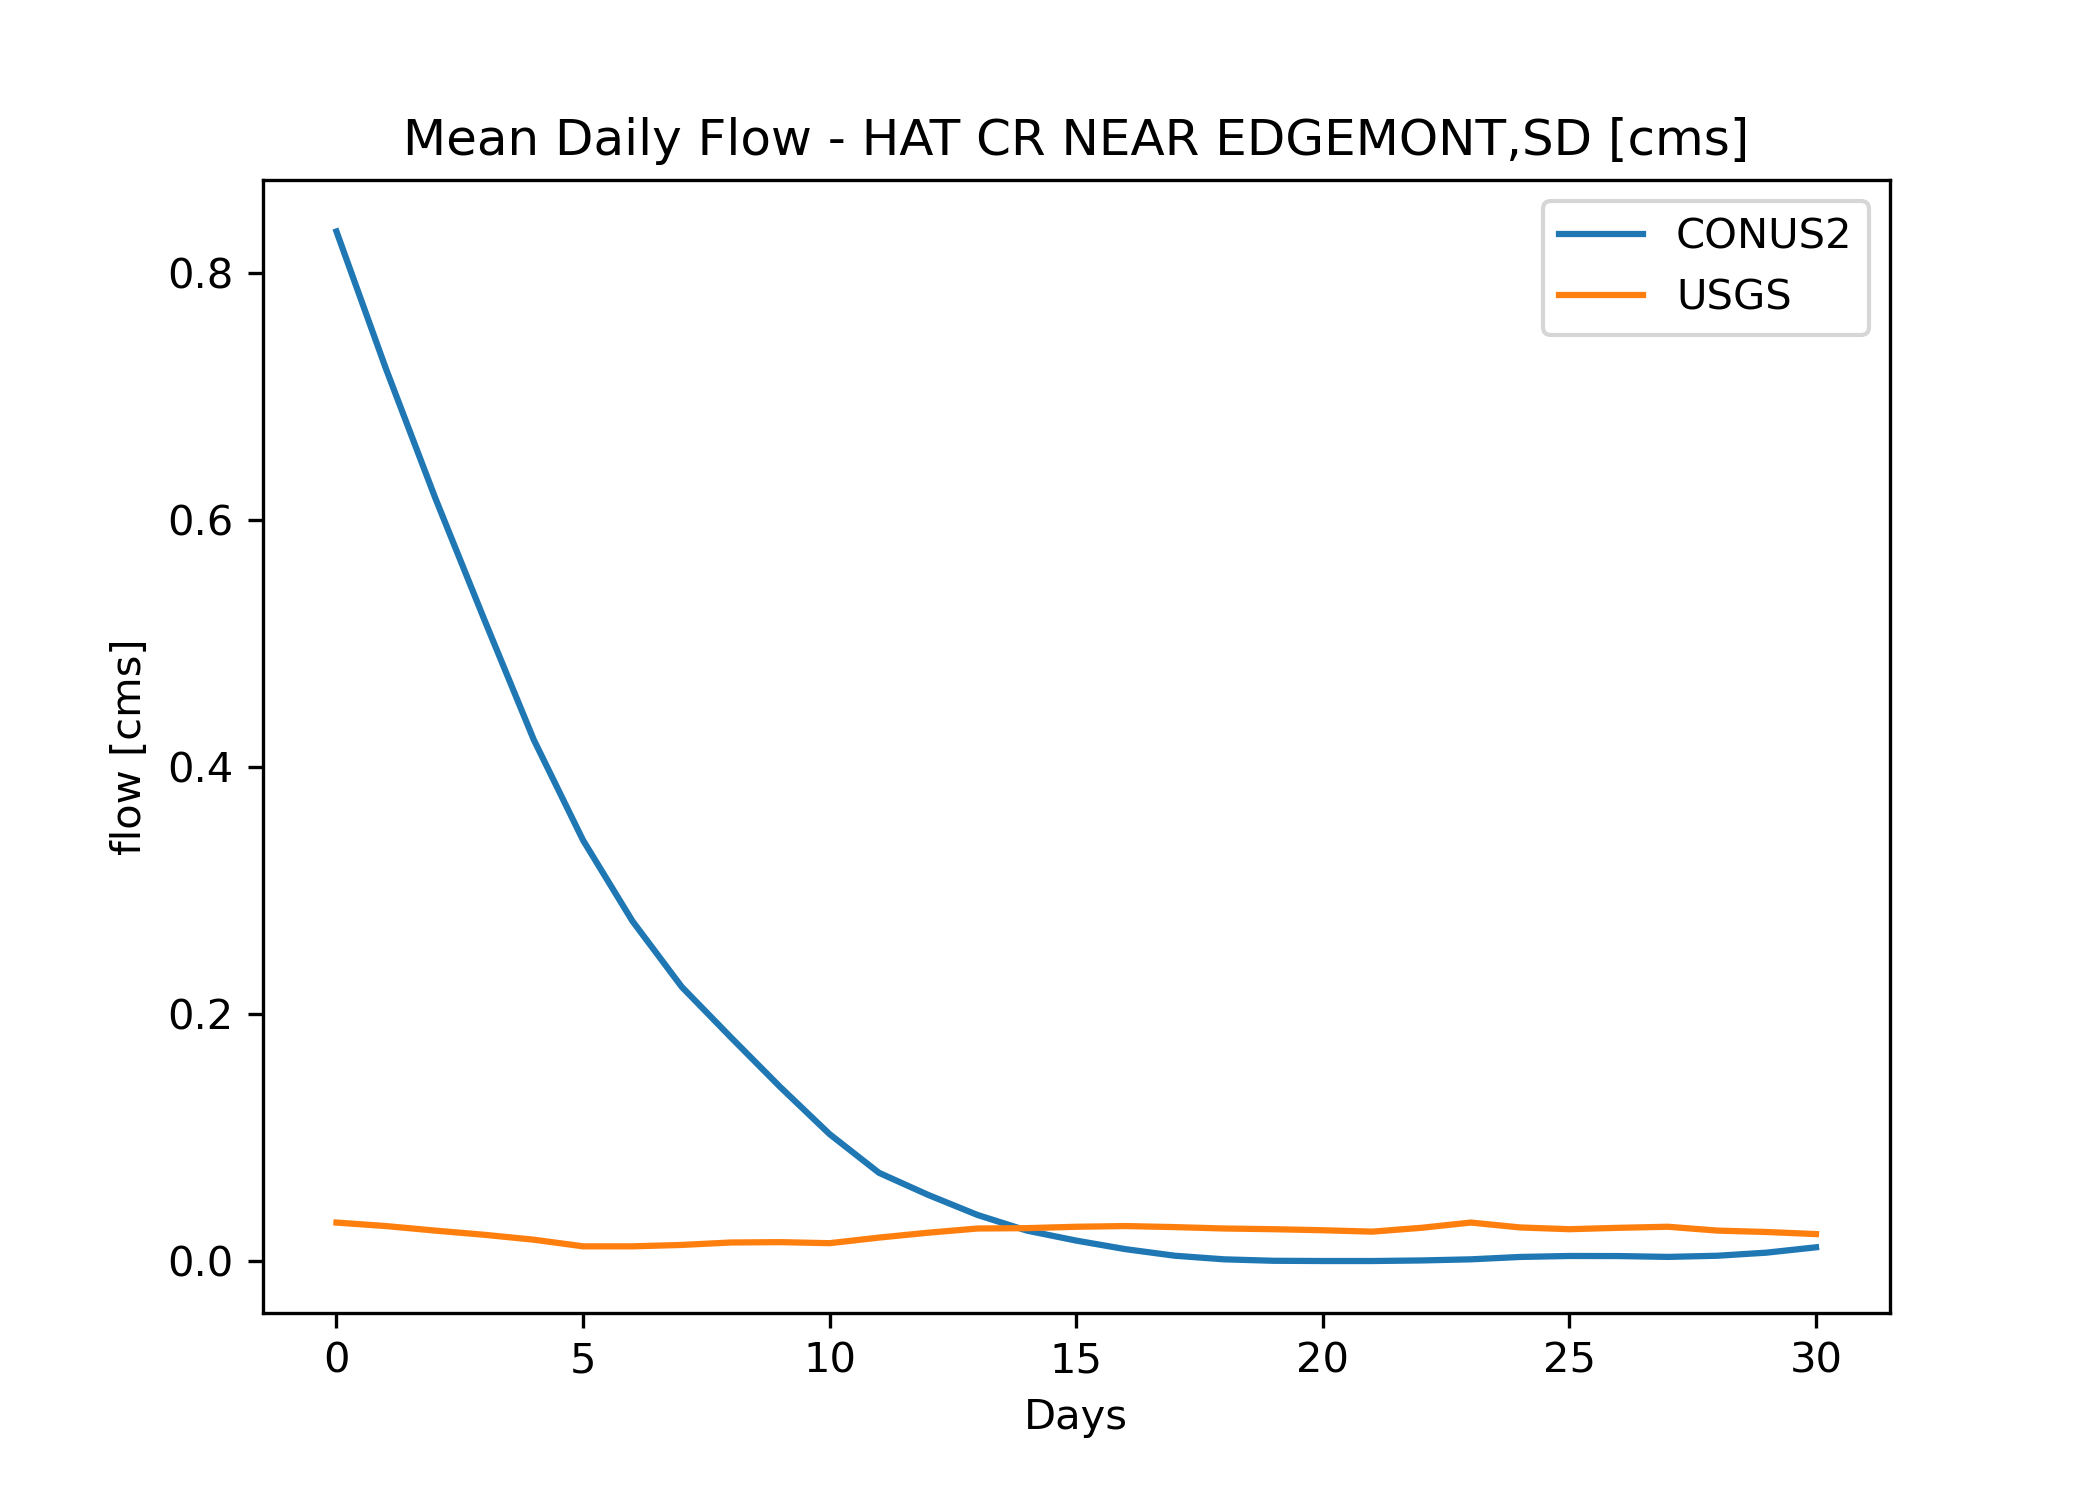 Mean Daily Flow - HAT CR NEAR EDGEMONT,SD [cms]
CONUS2
USGS
flow [cms]
0.8
0.6
0.4
0.2
0.0
0 5 10 15 20 25 30
Days